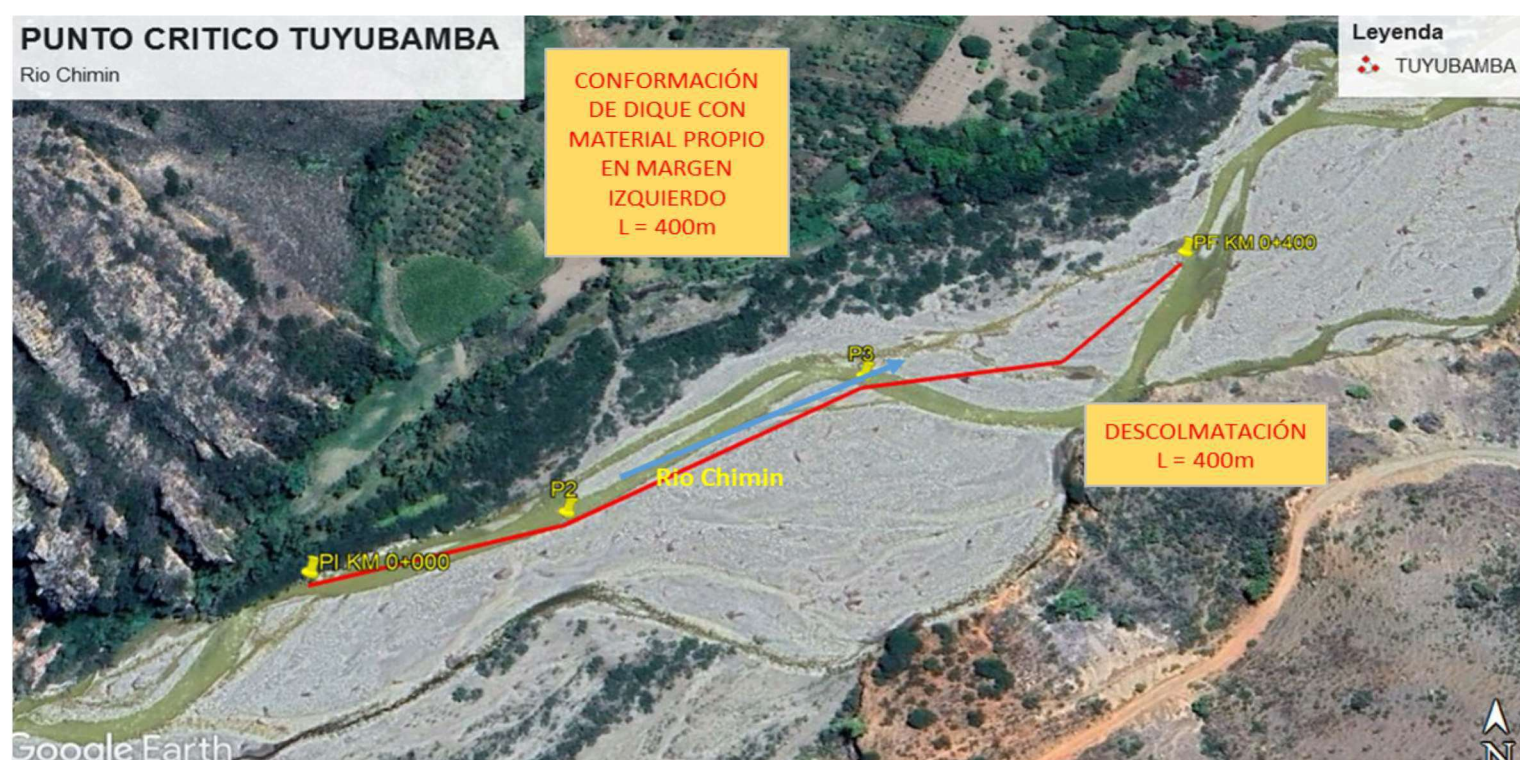 PUNTO CRITICO TUYUBAMBA
Rio Chimin
CONFORMACIÓN
DE DIQUE CON
MATERIAL PROPIO
EN MARGEN
IZQUIERDO
L = 400m
Leyenda
TUYUBAMBA
PF KM 0+400
P3
DESCOLMATACIÓN
L = 400m
Rio Chimin
P2
PI KM 0+000
Google Earth
N